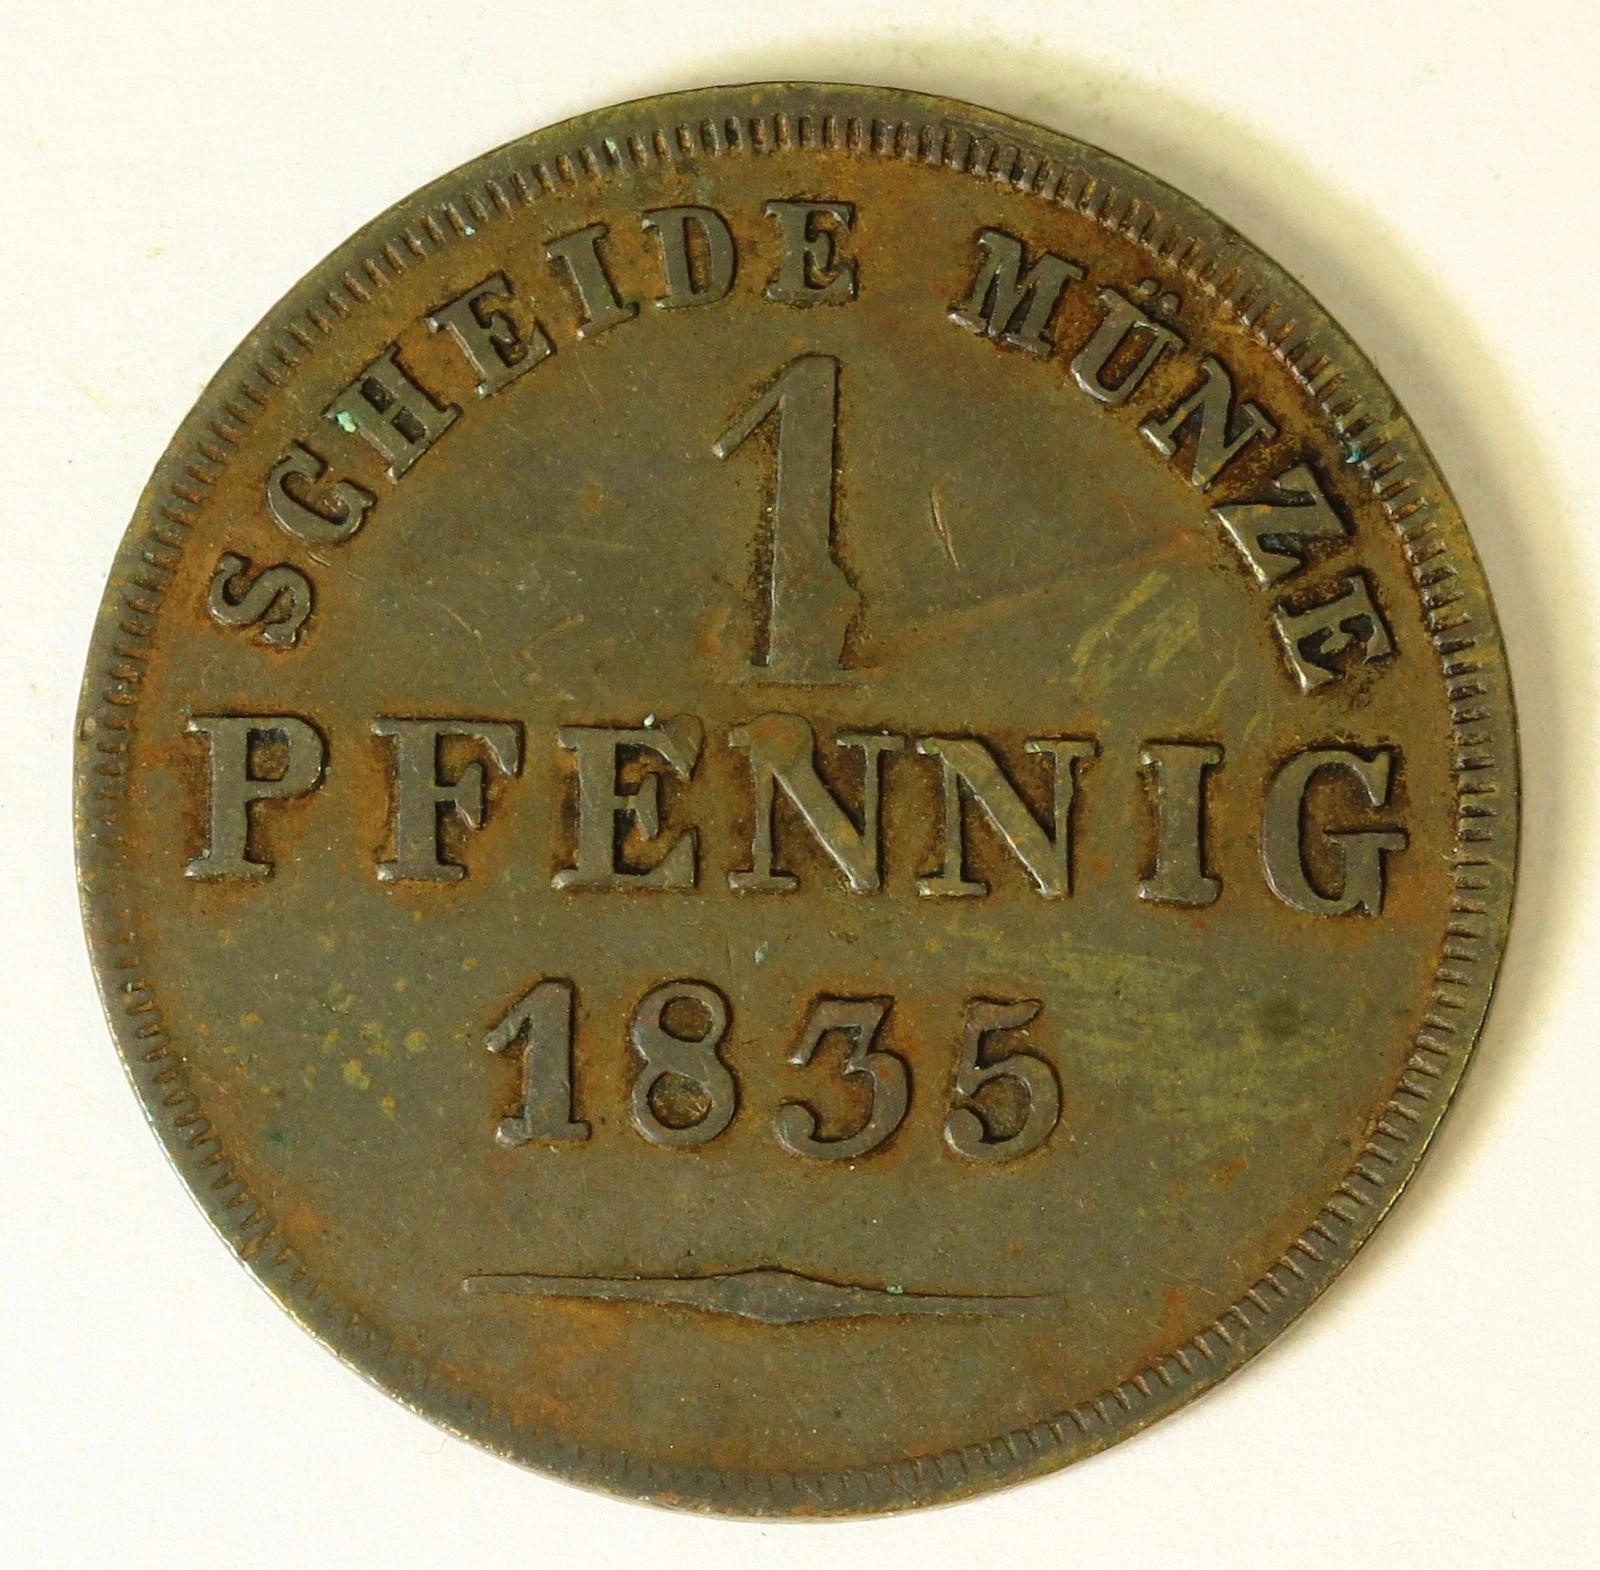 SCHEIDE MÜNZE
1
PFENNIG
1835